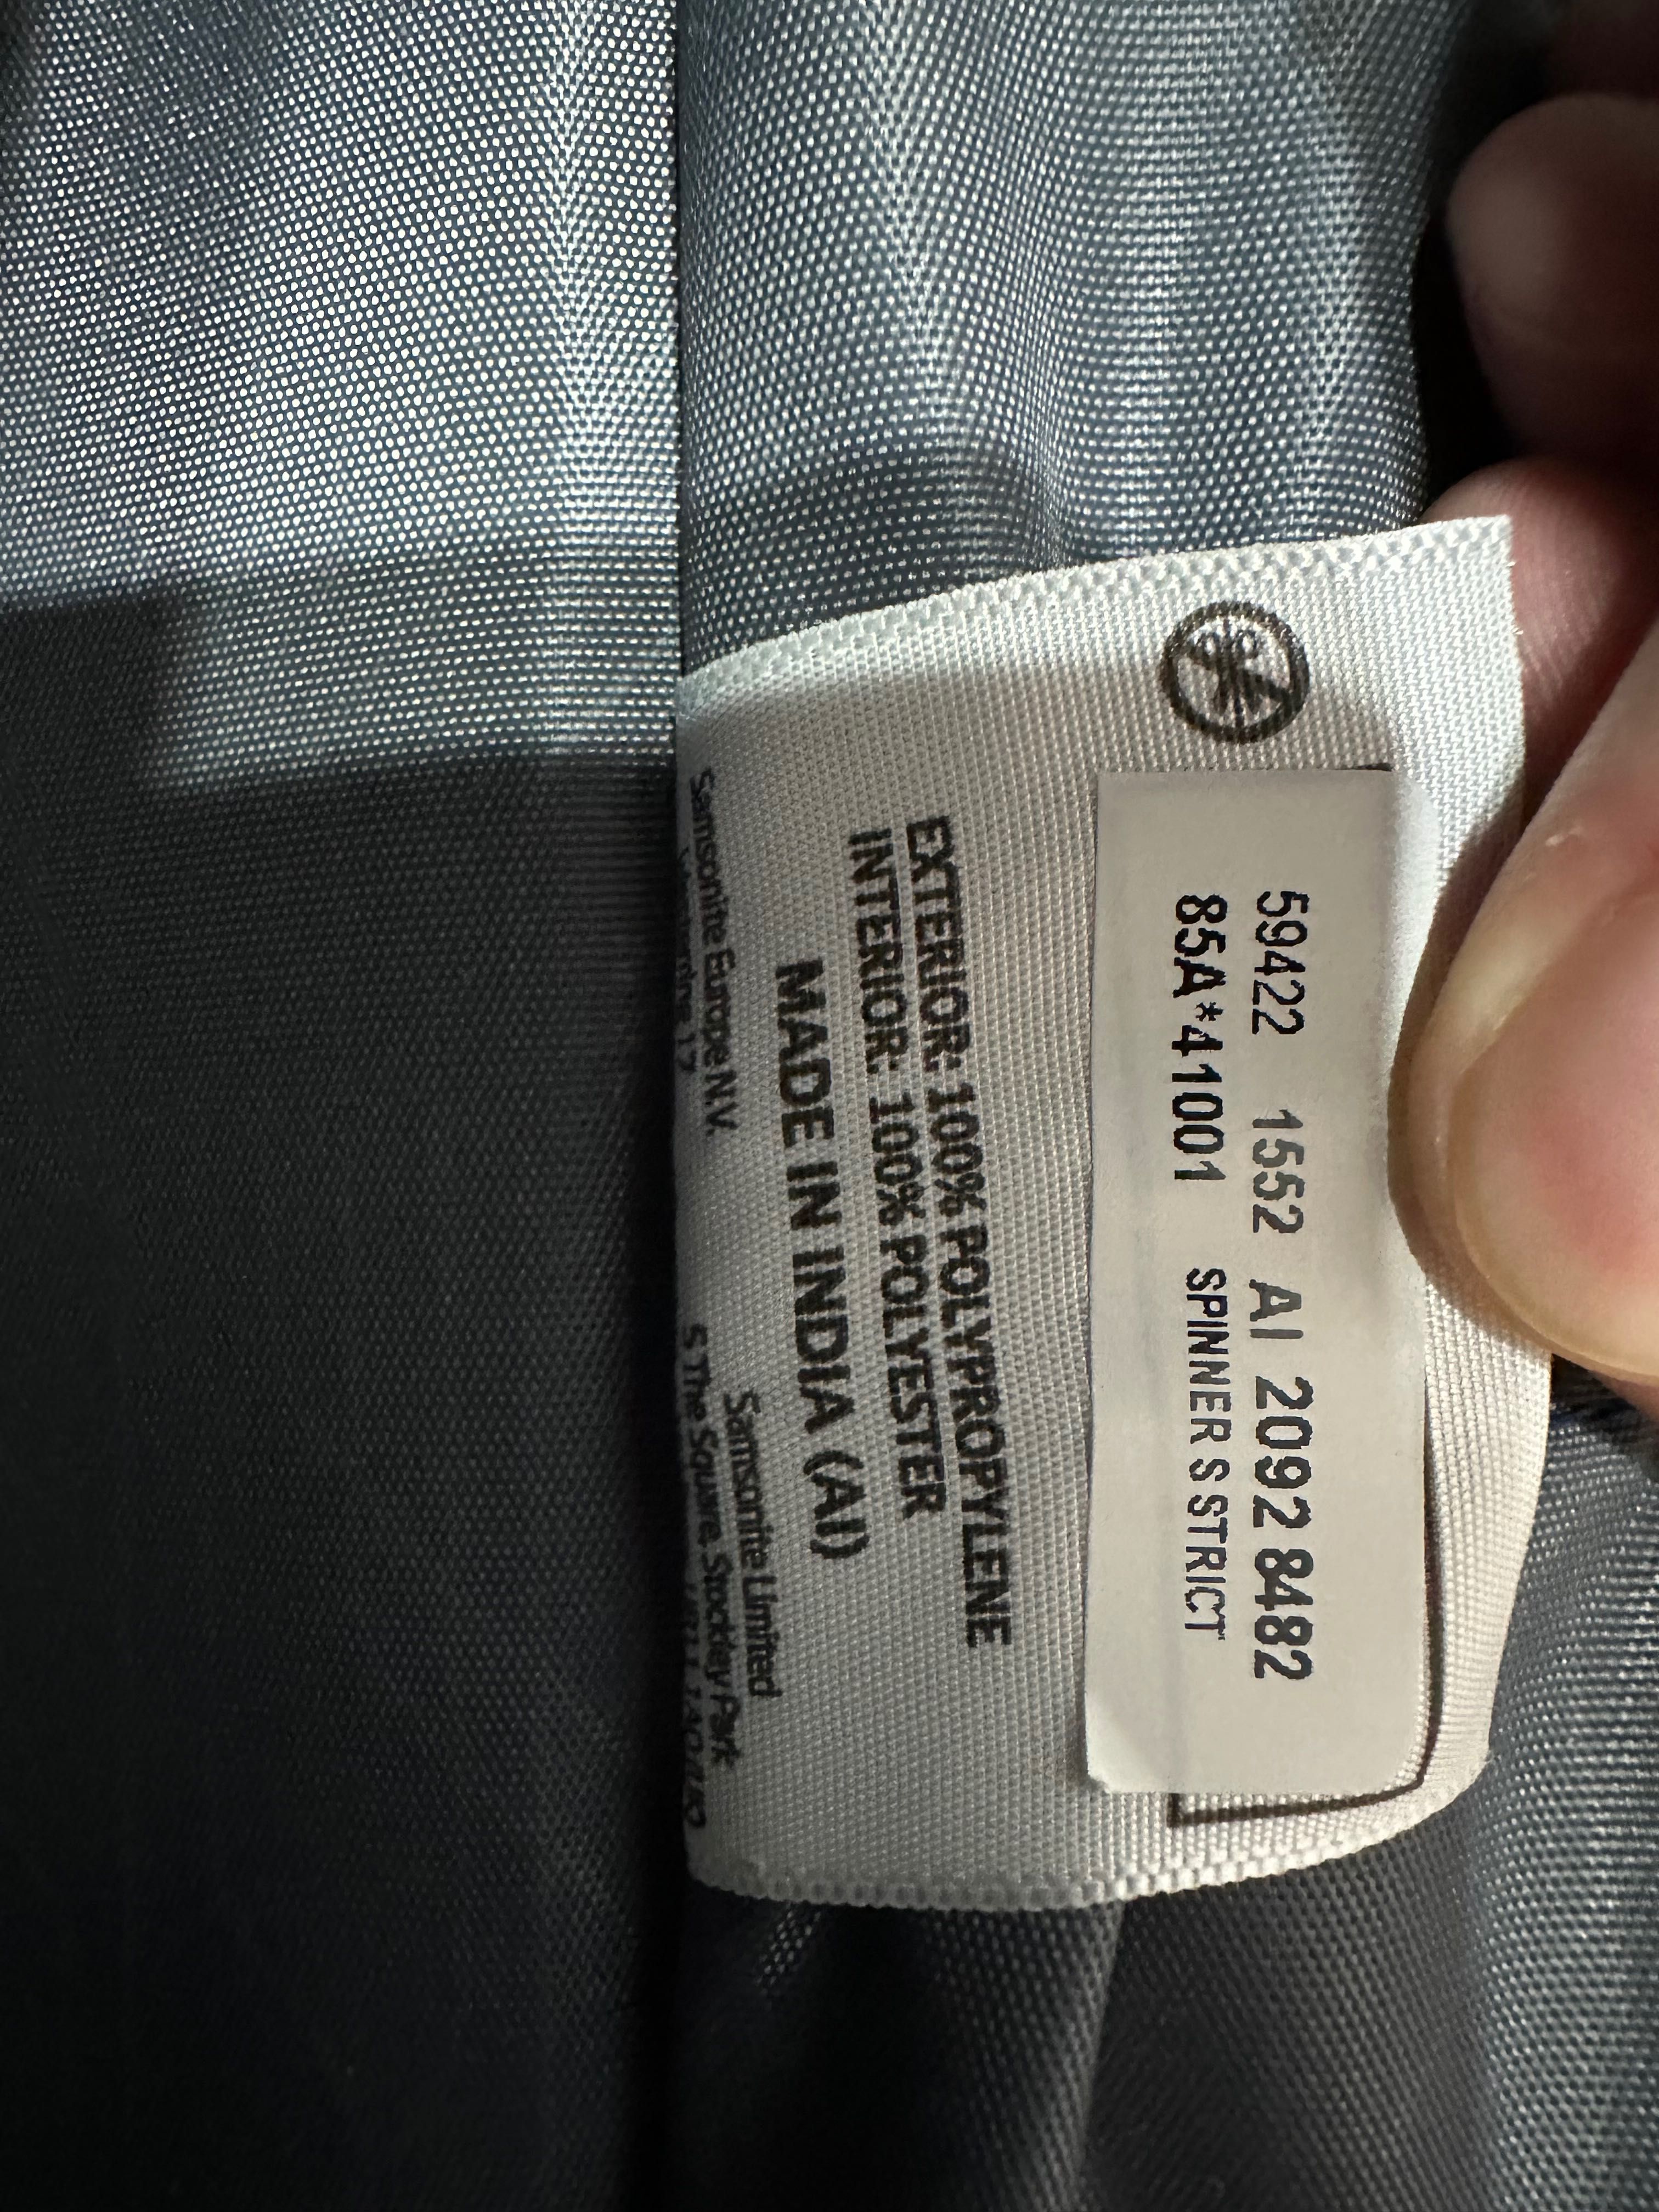 59422 1552 AI 2092 8482
85A*41001 SPINNER S STRICT
EXTERIOR: 100% POLYPROPYLENE
INTERIOR: 100% POLYESTER
MADE IN INDIA (AI)
Samsonite Europe N.V.
17
Samsonite Limited
5 The Square, Stockley Park